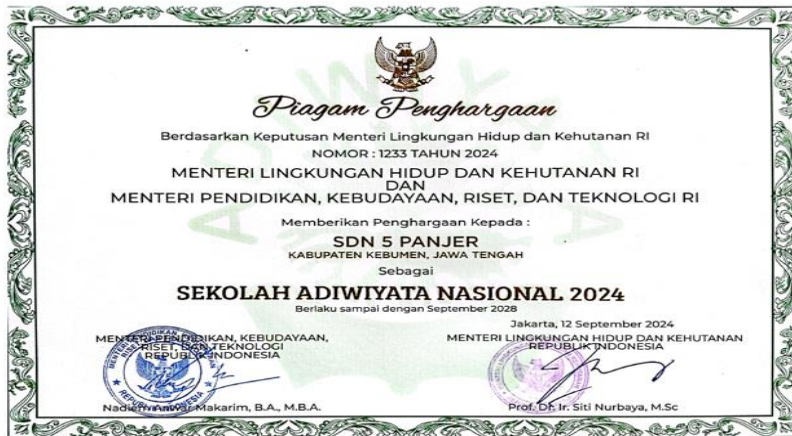 Piagam Penghargaan
Berdasarkan Keputusan Menteri Lingkungan Hidup dan Kehutanan RI
NOMOR : 1233 TAHUN 2024
MENTERI LINGKUNGAN HIDUP DAN KEHUTANAN RI
DAN
MENTERI PENDIDIKAN, KEBUDAYAAN, RISET, DAN TEKNOLOGI RI
Memberikan Penghargaan Kepada :
SDN 5 PANJER
KABUPATEN KEBUMEN, JAWA TENGAH
Sebagai
SEKOLAH ADIWIYATA NASIONAL 2024
Berlaku sampai dengan September 2028
Jakarta, 12 September 2024
MENTERI PENDIDIKAN, KEBUDAYAAN,
RISET, DAN TEKNOLOGI
REPUBLIK INDONESIA
Nadiem Anwar Makarim, B.A., M.B.A.
MENTERI LINGKUNGAN HIDUP DAN KEHUTANAN
REPUBLIK INDONESIA
Prof. Dr. Ir. Siti Nurbaya, M.Sc